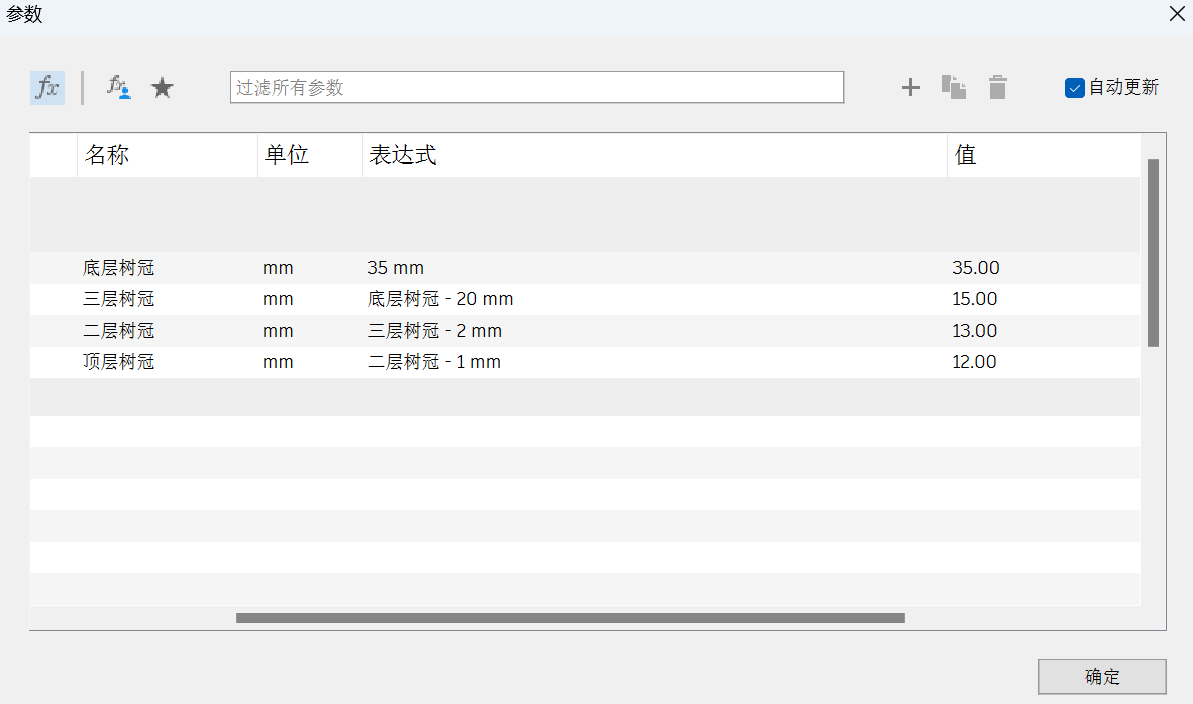 参数
fx fx 过滤所有参数 自动更新
名称 单位 表达式 值
底层树冠 mm 35 mm 35.00
三层树冠 mm 底层树冠 - 20 mm 15.00
二层树冠 mm 三层树冠 - 2 mm 13.00
顶层树冠 mm 二层树冠 - 1 mm 12.00
确定